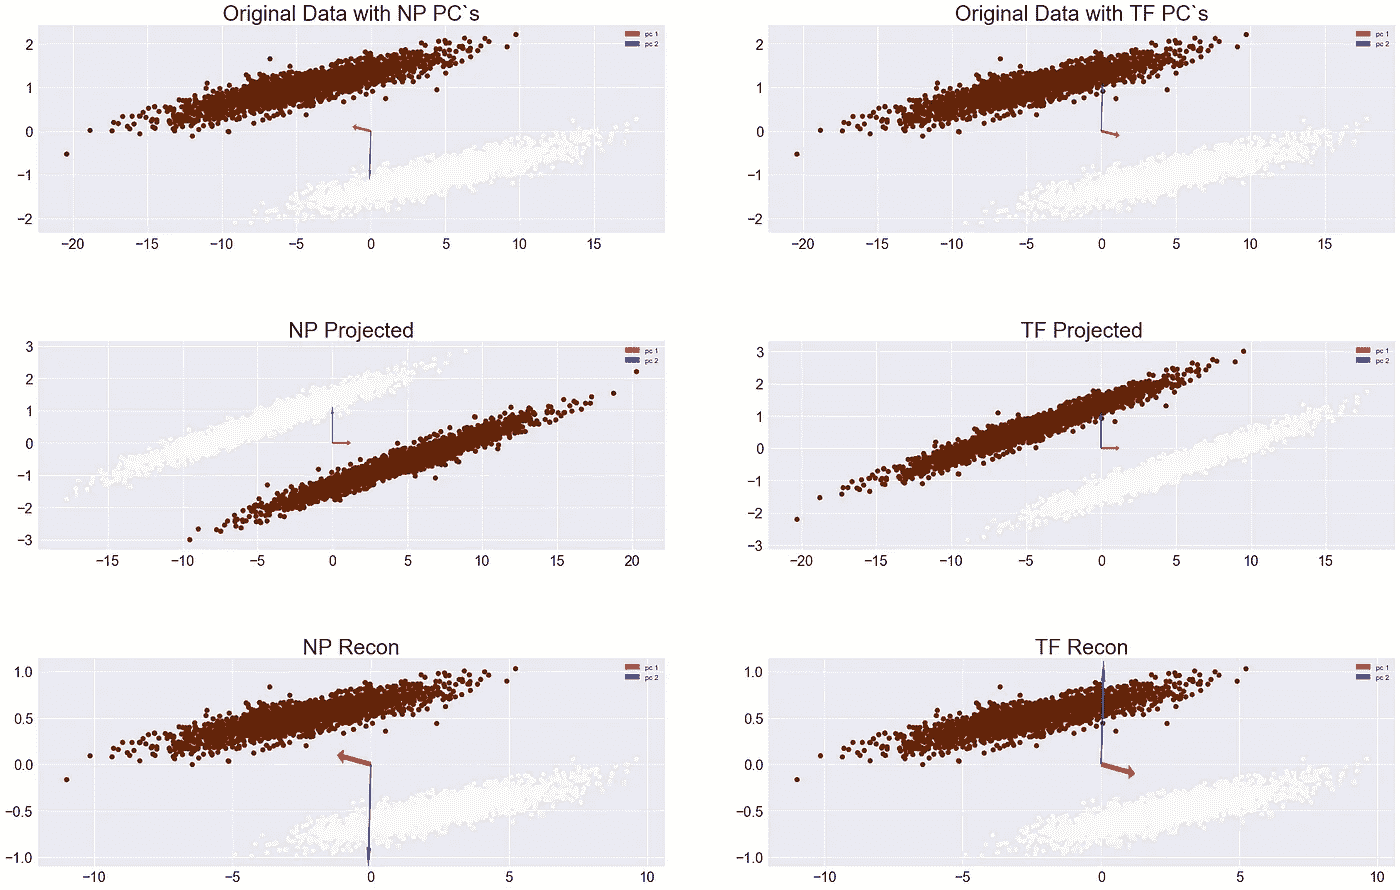 Original Data with NP PC`s
pc 1
pc 2
2
1
0
−1
−2
−20 −15 −10 −5 0 5 10 15
Original Data with TF PC`s
pc 1
pc 2
2
1
0
−1
−2
−20 −15 −10 −5 0 5 10 15
NP Projected
pc 1
pc 2
3
2
1
0
−1
−2
−3
−15 −10 −5 0 5 10 15 20
TF Projected
pc 1
pc 2
3
2
1
0
−1
−2
−3
−20 −15 −10 −5 0 5 10 15
NP Recon
pc 1
pc 2
1.0
0.5
0.0
−0.5
−1.0
−10 −5 0 5 10
TF Recon
pc 1
pc 2
1.0
0.5
0.0
−0.5
−1.0
−10 −5 0 5 10